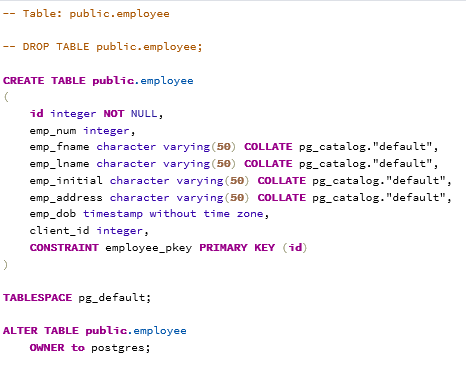 -- Table: public.employee
-- DROP TABLE public.employee;
CREATE TABLE public.employee
(
id integer NOT NULL,
emp_num integer,
emp_fname character varying(50) COLLATE pg_catalog."default",
emp_lname character varying(50) COLLATE pg_catalog."default",
emp_initial character varying(50) COLLATE pg_catalog."default",
emp_address character varying(50) COLLATE pg_catalog."default",
emp_dob timestamp without time zone,
client_id integer,
CONSTRAINT employee_pkey PRIMARY KEY (id)
)
TABLESPACE pg_default;
ALTER TABLE public.employee
OWNER to postgres;